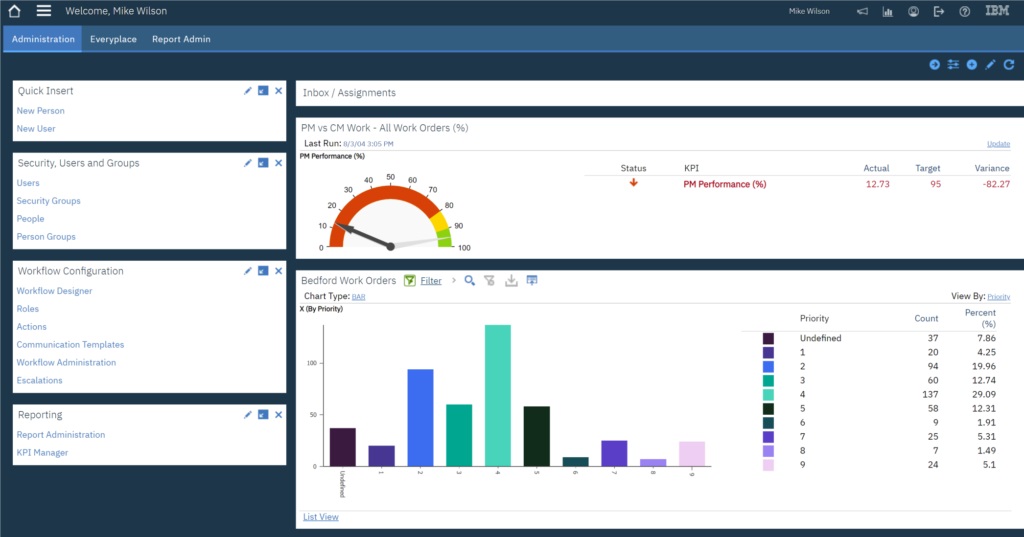 Welcome, Mike Wilson
Mike Wilson
IBM
Administration Everyplace Report Admin
Quick Insert
New Person
New User
Security, Users and Groups
Users
Security Groups
People
Person Groups
Workflow Configuration
Workflow Designer
Roles
Actions
Communication Templates
Workflow Administration
Escalations
Reporting
Report Administration
KPI Manager
Inbox / Assignments
PM vs CM Work - All Work Orders (%)
Last Run: 8/3/04 3:05 PM
Update
PM Performance (%)
0 10 20 30 40 50 60 70 80 90 100
Status KPI Actual Target Variance
PM Performance (%) 12.73 95 -82.27
Bedford Work Orders Filter
Chart Type: BAR
View By: Priority
X (By Priority)
100
50
0
Undefined 1 2 3 4 5 6 7 8 9
Priority Count Percent (%)
Undefined 37 7.86
1 20 4.25
2 94 19.96
3 60 12.74
4 137 29.09
5 58 12.31
6 9 1.91
7 25 5.31
8 7 1.49
9 24 5.1
List View